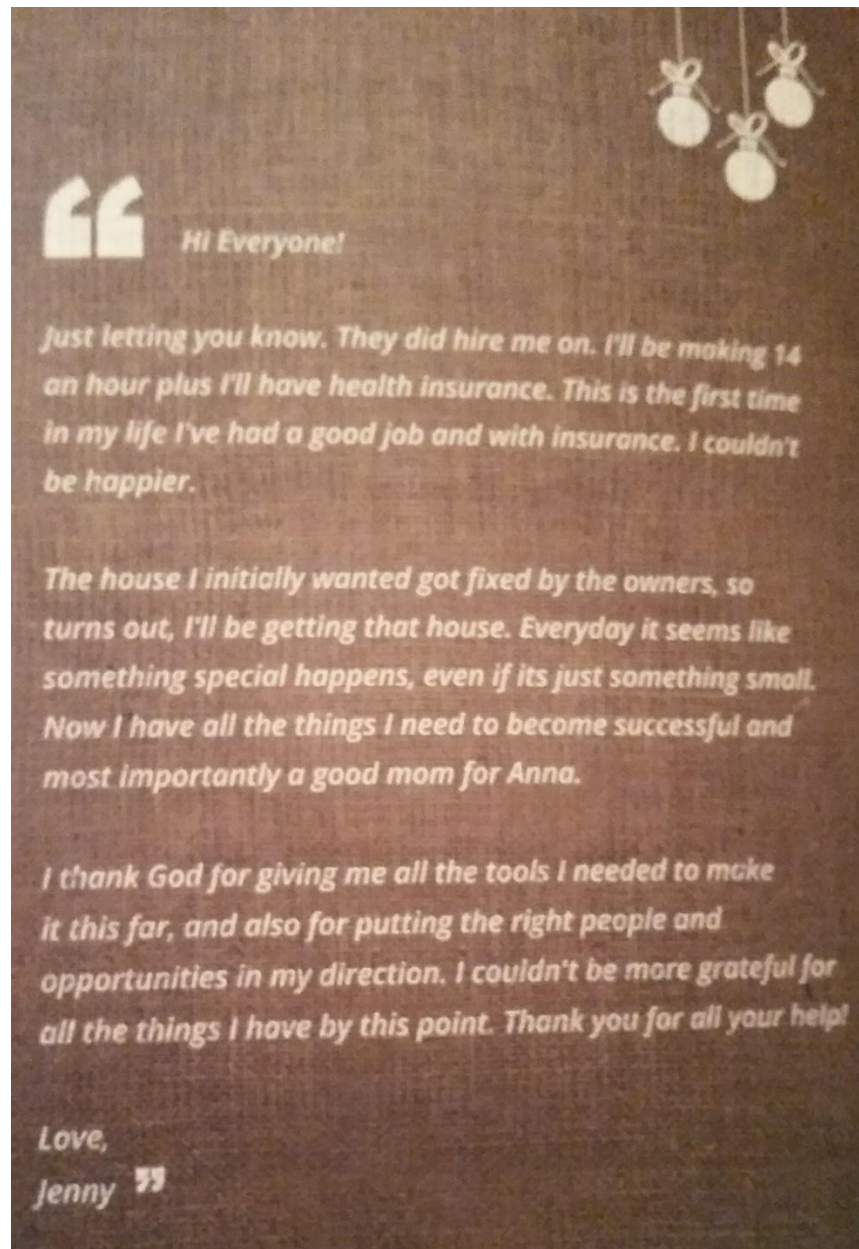 “ Hi Everyone!
Just letting you know. They did hire me on. I'll be making 14
an hour plus I'll have health insurance. This is the first time
in my life I've had a good job and with insurance. I couldn't
be happier.
The house I initially wanted got fixed by the owners, so
turns out, I'll be getting that house. Everyday it seems like
something special happens, even if its just something small.
Now I have all the things I need to become successful and
most importantly a good mom for Anna.
I thank God for giving me all the tools I needed to make
it this far, and also for putting the right people and
opportunities in my direction. I couldn't be more grateful for
all the things I have by this point. Thank you for all your help!
Love,
Jenny ”